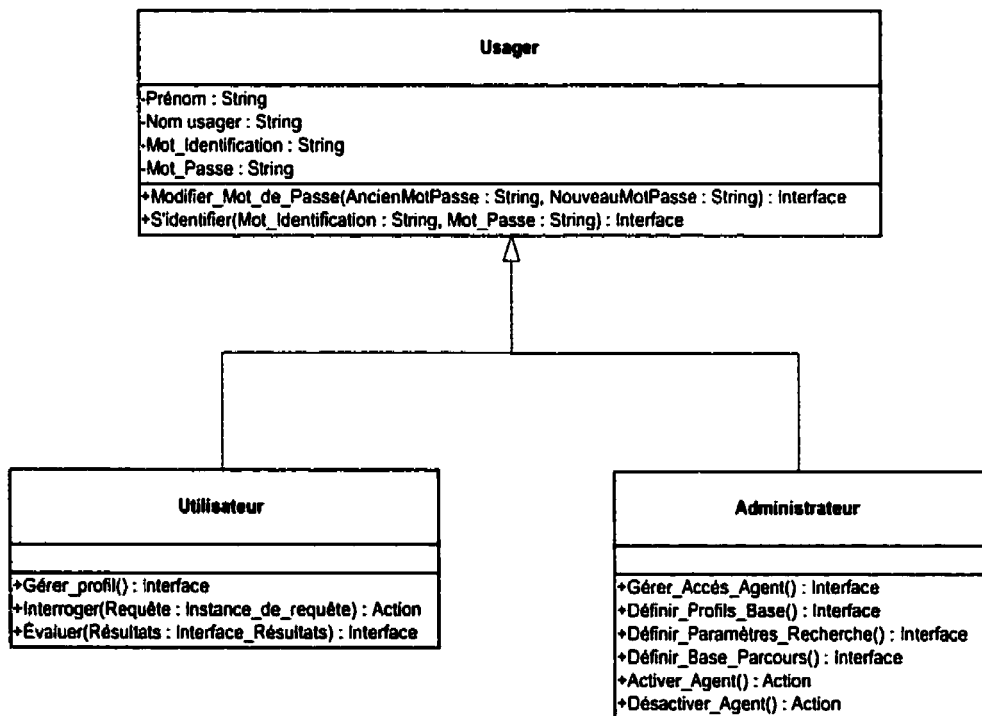 Usager
-Prénom : String
-Nom usager : String
-Mot_Identification : String
-Mot_Passe : String
+Modifier_Mot_de_Passe(AncienMotPasse : String, NouveauMotPasse : String) : Interface
+S'identifier(Mot_Identification : String, Mot_Passe : String) : Interface
Utilisateur
+Gérer_profil() : Interface
+Interroger(Requête : Instance_de_requête) : Action
+Évaluer(Résultats : Interface_Résultats) : Interface
Administrateur
+Gérer_Accès_Agent() : Interface
+Définir_Profils_Base() : Interface
+Définir_Paramètres_Recherche() : Interface
+Définir_Base_Parcours() : Interface
+Activer_Agent() : Action
+Désactiver_Agent() : Action